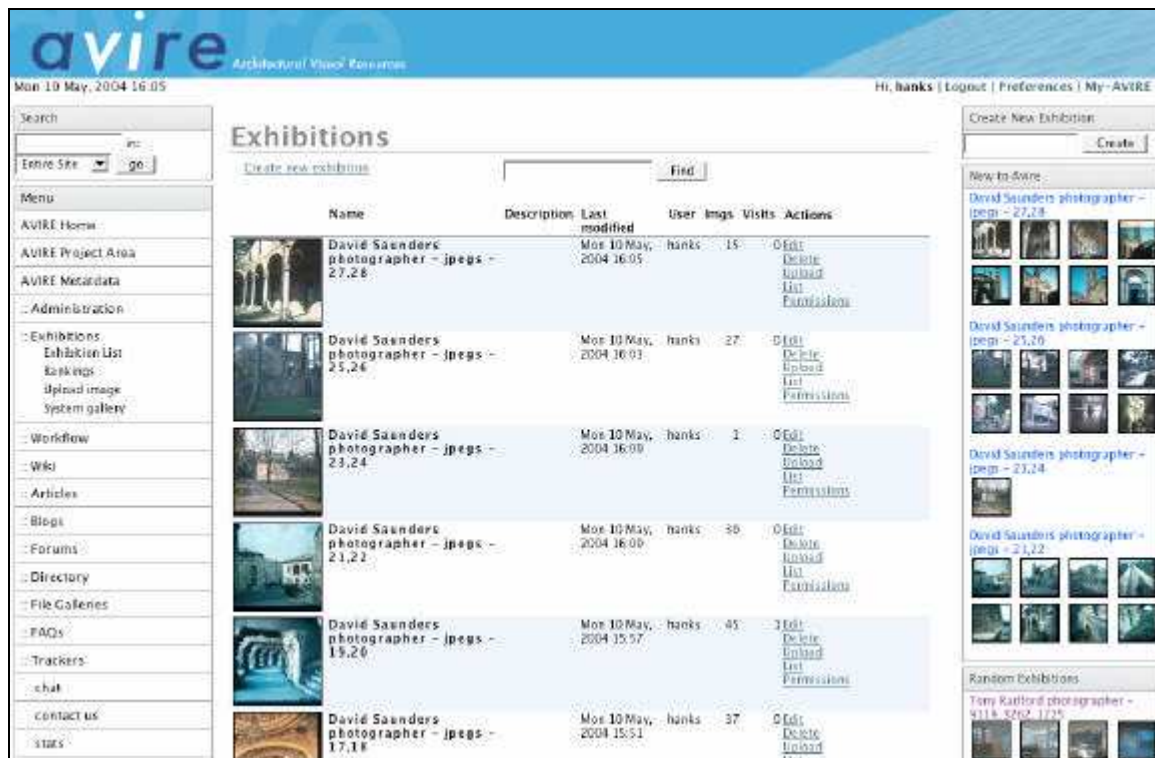 avire
Architectural Visual Resources
Mon 10 May, 2004 16:05
Hi, hanks | Logout | Preferences | My-AVIRE
Search
in:
Entire Site
go
Menu
AVIRE Home
AVIRE Project Area
AVIRE Metatdata
:: Administration
:: Exhibitions
Exhibition List
Rankings
Upload image
System gallery
:: Workflow
:: Wiki
:: Articles
:: Blogs
:: Forums
:: Directory
:: File Galleries
:: FAQs
:: Trackers
chat
contact us
stats
Exhibitions
Create new exhibition
Find
Name Description Last modified User Imgs Visits Actions
David Saunders photographer - jpegs - 27,28
Mon 10 May, 2004 16:05
hanks 15 0
Edit
Delete
Upload
List
Permissions
David Saunders photographer - jpegs - 25,26
Mon 10 May, 2004 16:03
hanks 27 0
Edit
Delete
Upload
List
Permissions
David Saunders photographer - jpegs - 23,24
Mon 10 May, 2004 16:00
hanks 1 0
Edit
Delete
Upload
List
Permissions
David Saunders photographer - jpegs - 21,22
Mon 10 May, 2004 16:00
hanks 30 0
Edit
Delete
Upload
List
Permissions
David Saunders photographer - jpegs - 19,20
Mon 10 May, 2004 15:57
hanks 45 1
Edit
Delete
Upload
List
Permissions
David Saunders photographer - jpegs - 17,18
Mon 10 May, 2004 15:51
hanks 37 0
Edit
Delete
Upload
Create New Exhibition
Create
New to Avire
David Saunders photographer - jpegs - 27,28
David Saunders photographer - jpegs - 25,26
David Saunders photographer - jpegs - 23,24
David Saunders photographer - jpegs - 21,22
Random Exhibitions
Tony Radford photographer -